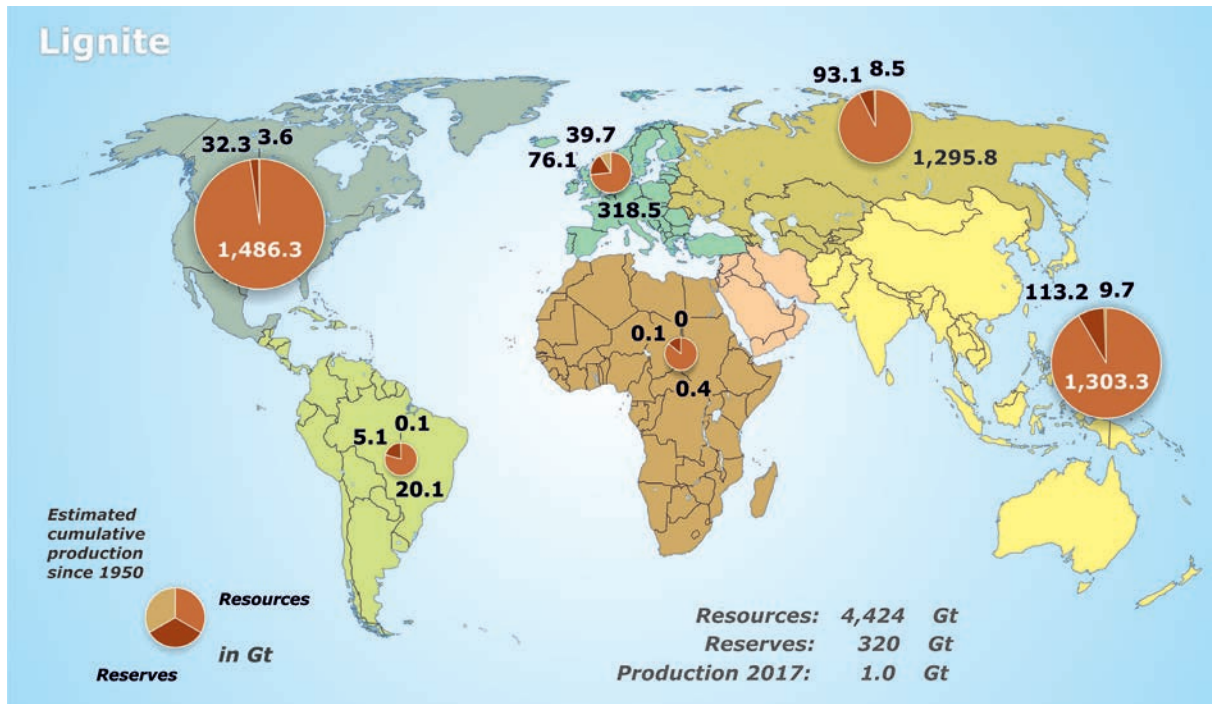 Lignite
93.1 8.5
1,295.8
32.3 3.6
1,486.3
39.7
76.1
318.5
113.2 9.7
1,303.3
0
0.1
0.4
0.1
5.1
20.1
Estimated
cumulative
production
since 1950
Resources
in Gt
Reserves
Resources: 4,424 Gt
Reserves: 320 Gt
Production 2017: 1.0 Gt